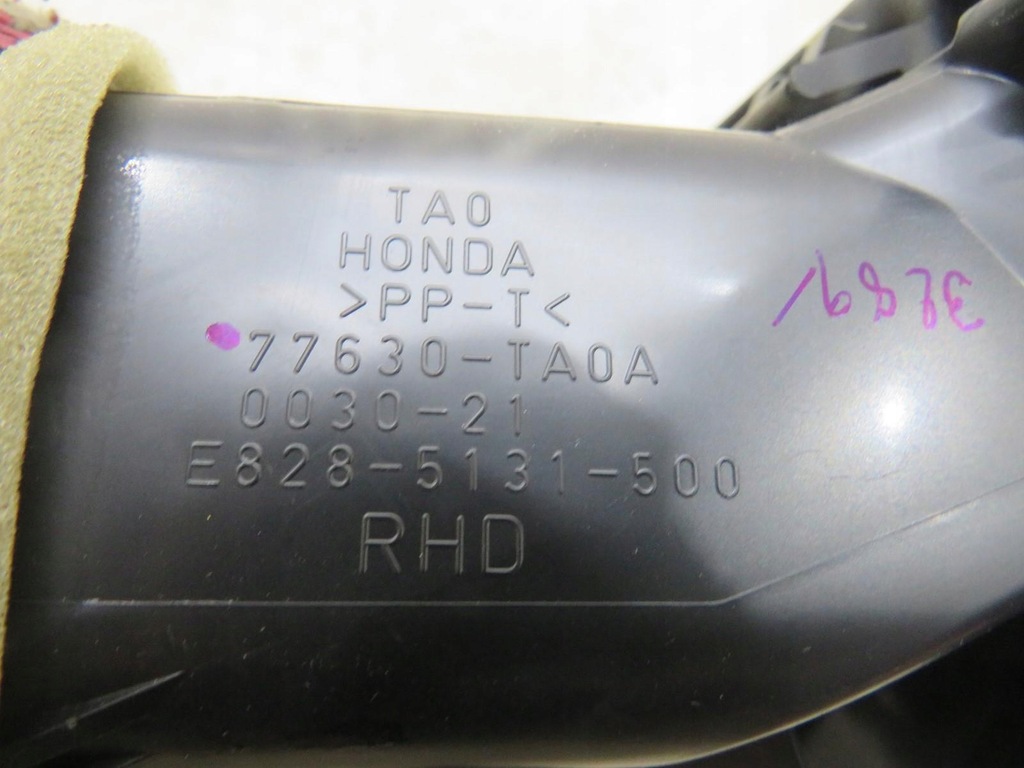 TA0
HONDA
>PP-T<
77630-TA0A
0030-21
E828-5131-500
RHD